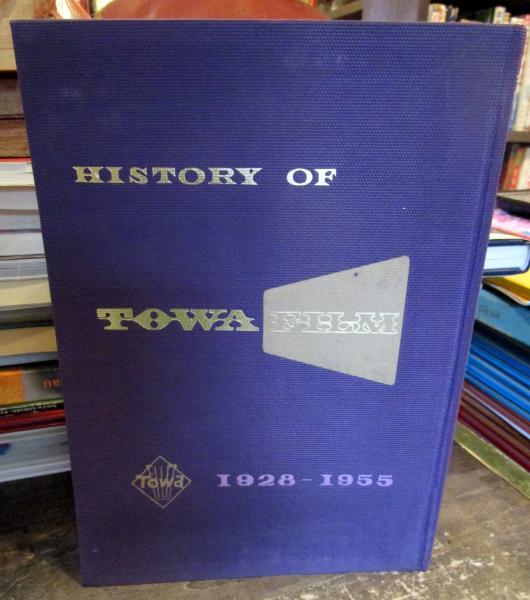 HISTORY OF
TOWA FILM
Towa
1928-1955